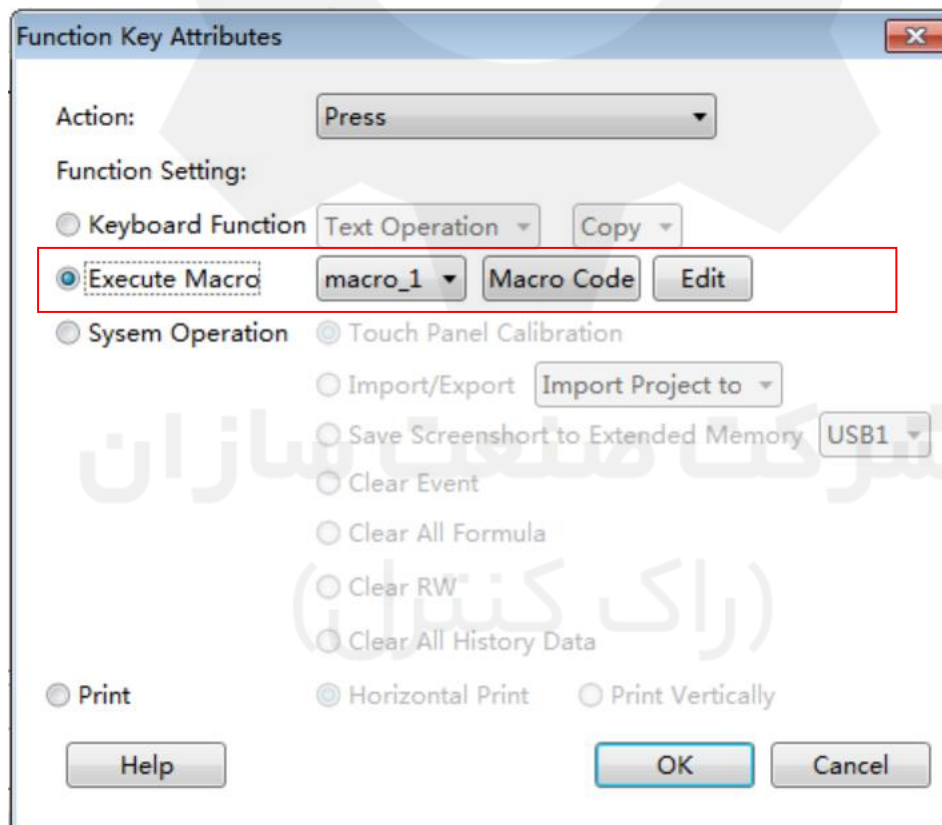 Function Key Attributes
Action: Press
Function Setting:
Keyboard Function Text Operation Copy
Execute Macro macro_1 Macro Code Edit
Sysem Operation Touch Panel Calibration
Import/Export Import Project to
Save Screenshort to Extended Memory USB1
شرکت صنعت سازان
Clear Event
Clear All Formula
Clear RW
(راک کنترل)
Clear All History Data
Print Horizontal Print Print Vertically
Help OK Cancel